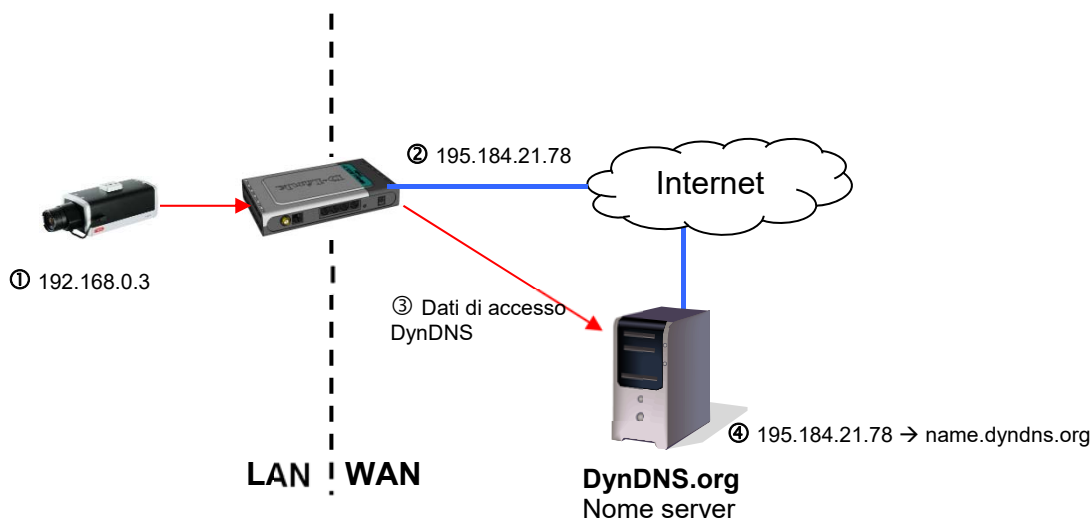 ② 195.184.21.78
Internet
① 192.168.0.3
③ Dati di accesso
DynDNS
④ 195.184.21.78 → name.dyndns.org
LAN WAN
DynDNS.org
Nome server
D-Link